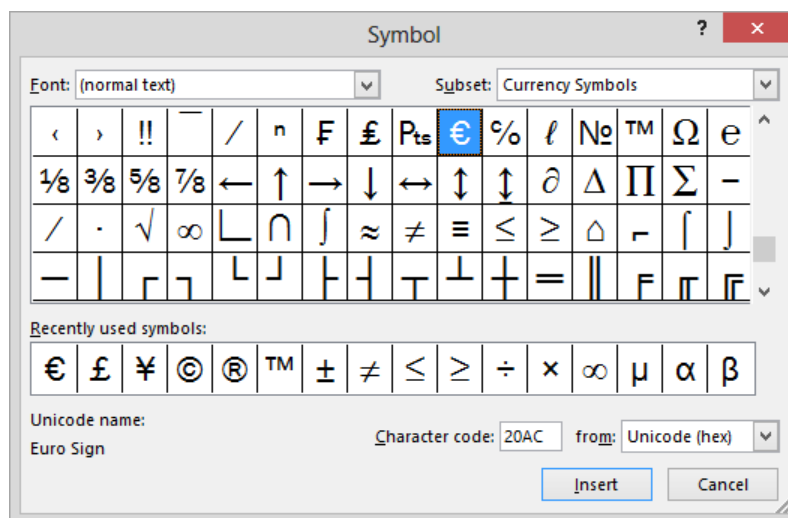 Symbol ? ×
Font: (normal text) Subset: Currency Symbols
‹ › ‼ ‾ ⁄ ⁿ ₣ ₤ ₧ € ℅ ℓ № ™ Ω ℮
⅛ ⅜ ⅝ ⅞ ← ↑ → ↓ ↔ ↕ ↨ ∂ ∆ ∏ ∑ −
∕ ∙ √ ∞ ∟ ∩ ∫ ≈ ≠ ≡ ≤ ≥ ⌂ ⌐ ⌠ ⌡
─ │ ┌ ┐ └ ┘ ├ ┤ ┬ ┴ ┼ ═ ║ ╒ ╓ ╔
Recently used symbols:
€ £ ¥ © ® ™ ± ≠ ≤ ≥ ÷ × ∞ µ α β
Unicode name:
Euro Sign
Character code: 20AC from: Unicode (hex)
Insert Cancel